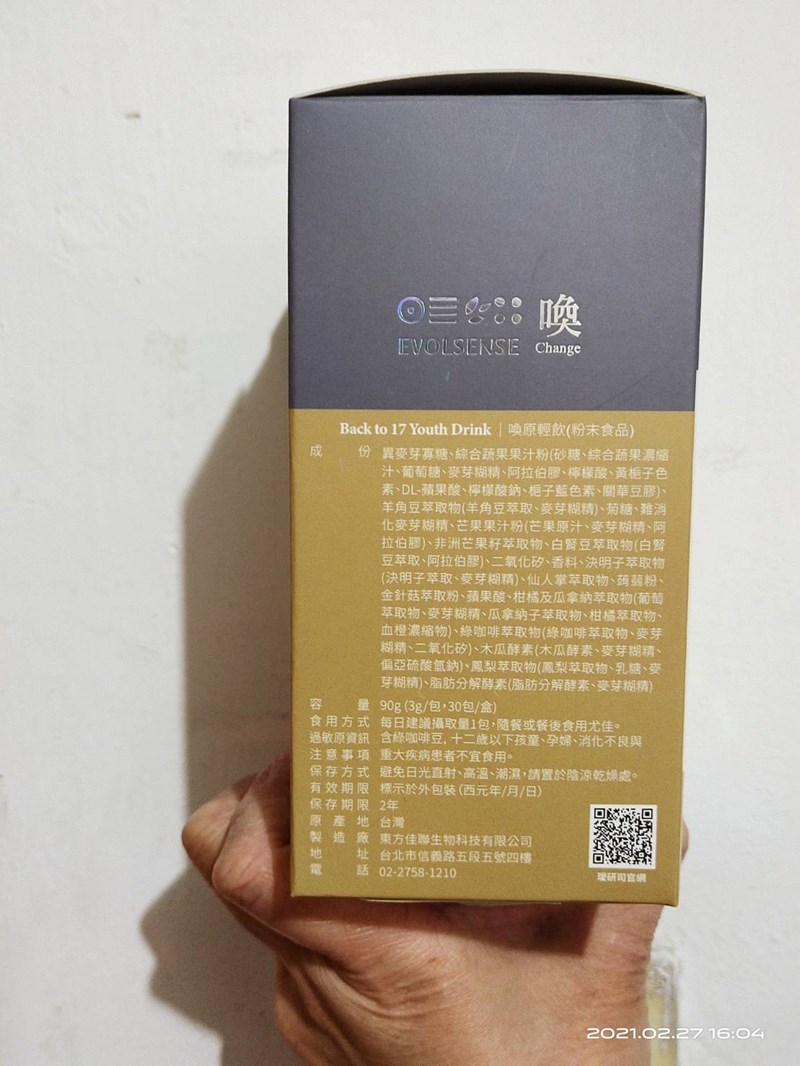 EVOLSENSE
喚
Change
Back to 17 Youth Drink | 喚原輕飲(粉末食品)
成份 異麥芽寡糖、綜合蔬果果汁粉(砂糖、綜合蔬果濃縮
汁、葡萄糖、麥芽糊精、阿拉伯膠、檸檬酸、黃梔子色
素、DL-蘋果酸、檸檬酸鈉、梔子藍色素、關華豆膠)、
羊角豆萃取物(羊角豆萃取、麥芽糊精)、菊糖、難消
化麥芽糊精、芒果果汁粉(芒果原汁、麥芽糊精、阿
拉伯膠)、非洲芒果籽萃取物、白腎豆萃取物(白腎
豆萃取、阿拉伯膠)、二氧化矽、香料、決明子萃取物
(決明子萃取、麥芽糊精)、仙人掌萃取物、蒟蒻粉、
金針菇萃取粉、蘋果酸、柑橘及瓜拿納萃取物(葡萄
萃取物、麥芽糊精、瓜拿納子萃取物、柑橘萃取物、
血橙濃縮物)、綠咖啡萃取物(綠咖啡萃取物、麥芽
糊精、二氧化矽)、木瓜酵素(木瓜酵素、麥芽糊精、
偏亞硫酸氫鈉)、鳳梨萃取物(鳳梨萃取物、乳糖、麥
芽糊精)、脂肪分解酵素(脂肪分解酵素、麥芽糊精)
容量 90g (3g/包,30包/盒)
食用方式 每日建議攝取量1包,隨餐或餐後食用尤佳。
過敏原資訊 含綠咖啡豆, 十二歲以下孩童、孕婦、消化不良與
注意事項 重大疾病患者不宜食用。
保存方式 避免日光直射、高溫、潮濕,請置於陰涼乾燥處。
有效期限 標示於外包裝(西元年/月/日)
保存期限 2年
原產地 台灣
製造廠 東方佳聯生物科技有限公司
地址 台北市信義路五段五號四樓
電話 02-2758-1210
璦研司官網
2021.02.27 16:04